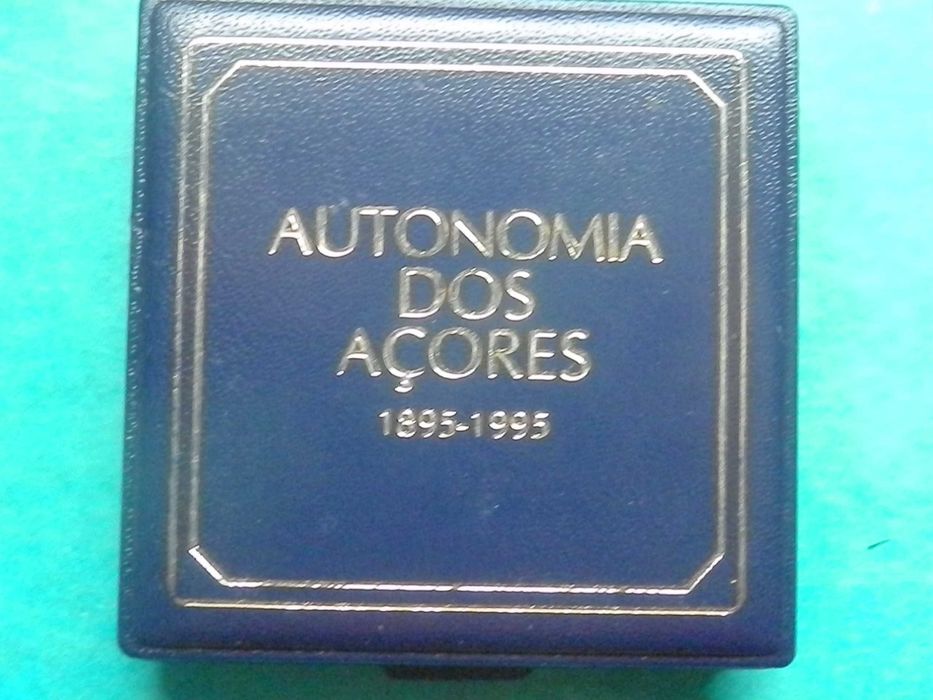 AUTONOMIA
DOS
AÇORES
1895-1995